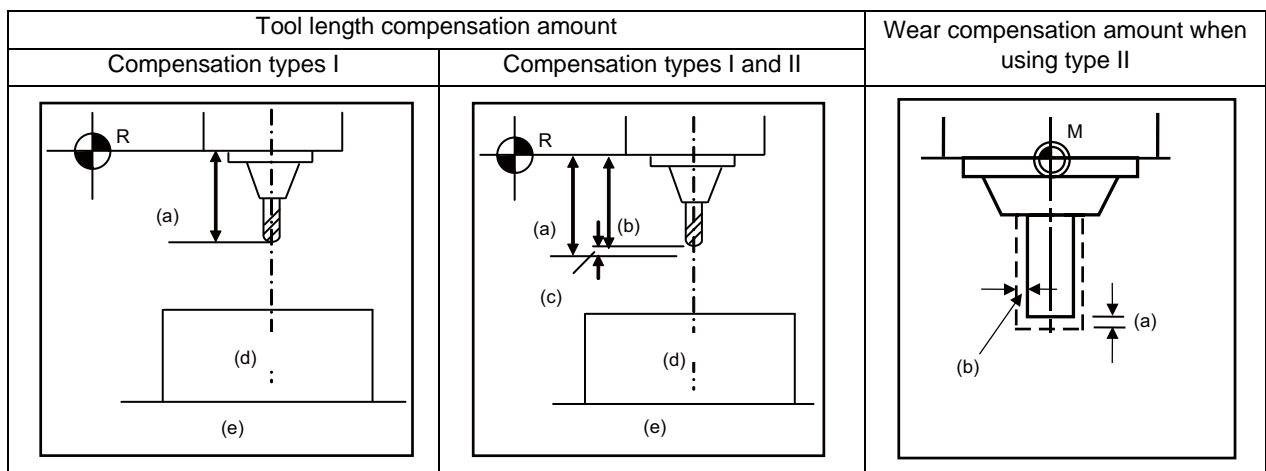 Tool length compensation amount
Wear compensation amount when
using type II
Compensation types I
Compensation types I and II
R
(a)
(d)
(e)
R
(a)
(b)
(c)
(d)
(e)
M
(a)
(b)